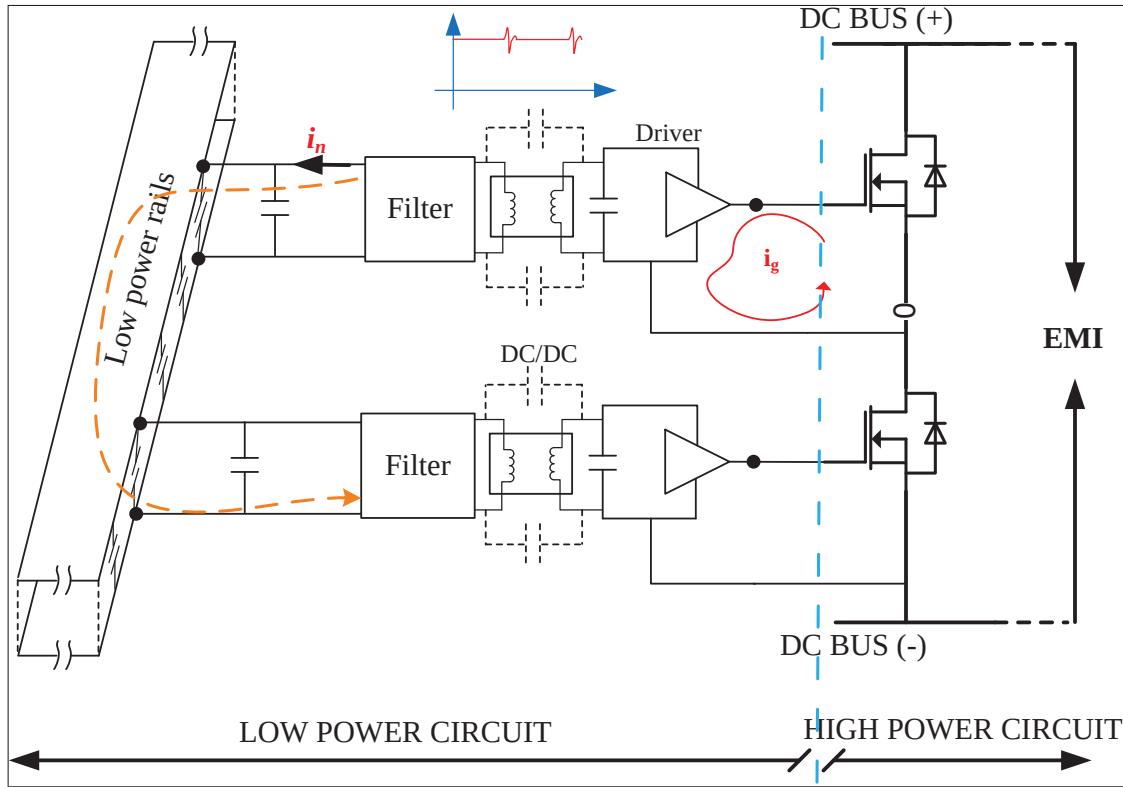 DC BUS (+)
Driver
i_n
Filter
Low power rails
i_g
EMI
DC/DC
Filter
DC BUS (-)
LOW POWER CIRCUIT
HIGH POWER CIRCUIT